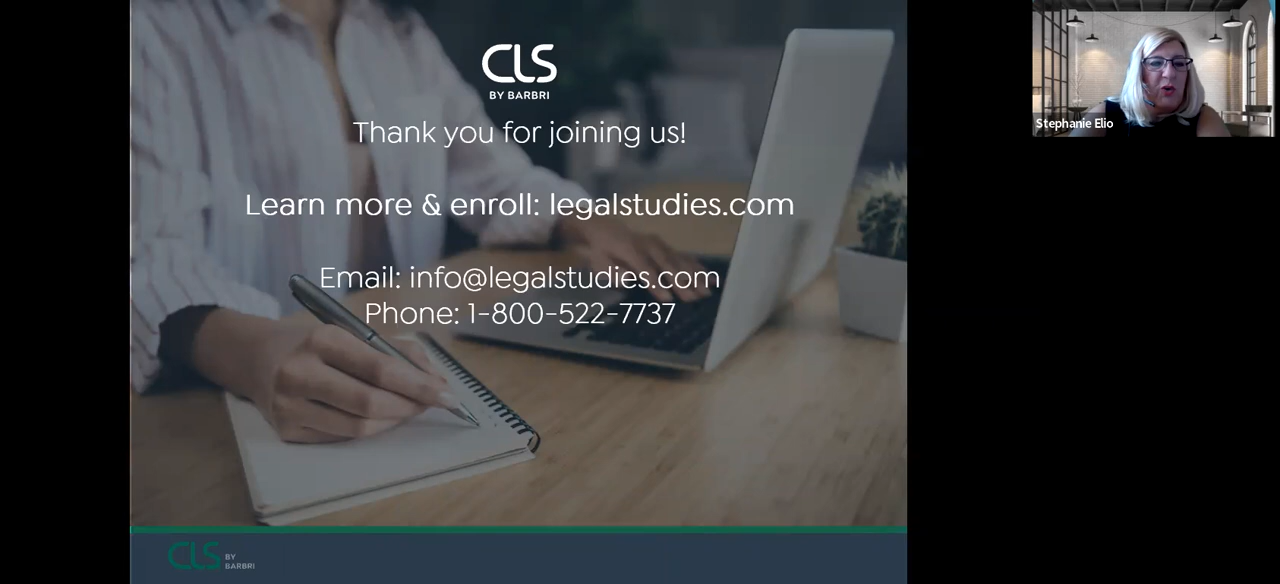 CLS
BY BARBRI
Thank you for joining us!
Learn more & enroll: legalstudies.com
Email: info@legalstudies.com
Phone: 1-800-522-7737
Stephanie Elio
CLS BY
BARBRI